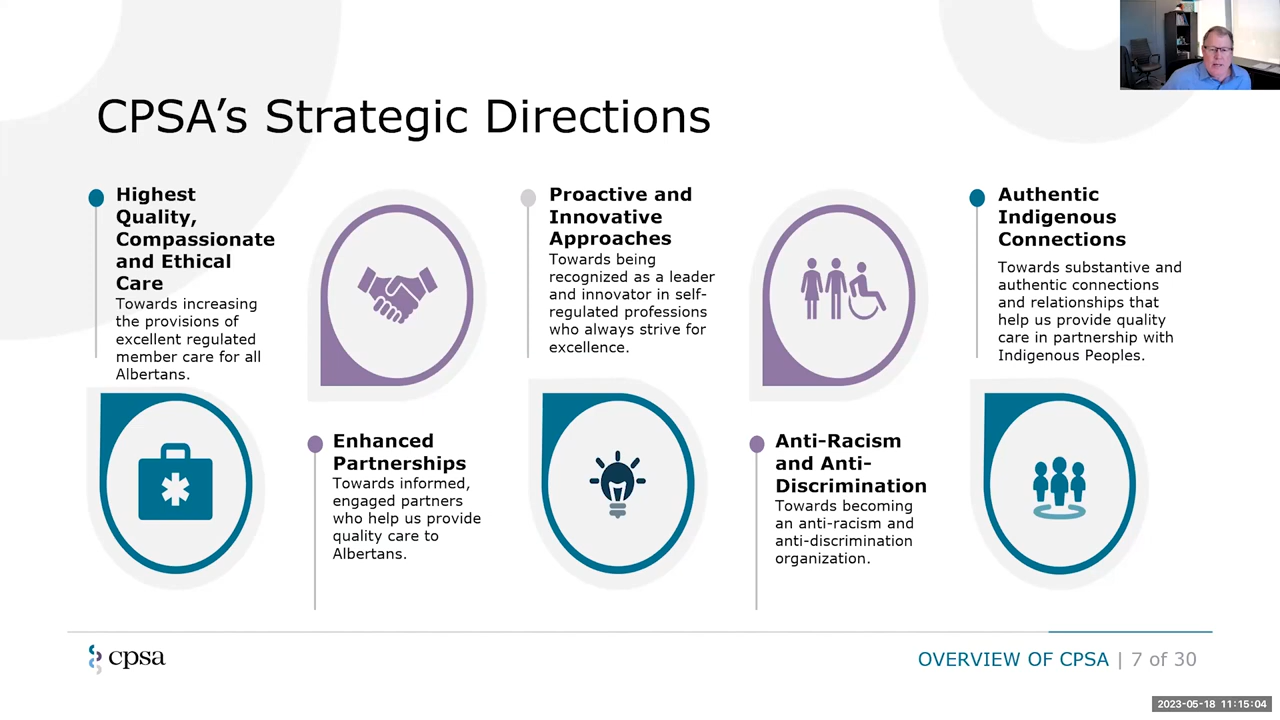 CPSA’s Strategic Directions
Highest
Quality,
Compassionate
and Ethical
Care
Towards increasing
the provisions of
excellent regulated
member care for all
Albertans.
Enhanced
Partnerships
Towards informed,
engaged partners
who help us provide
quality care to
Albertans.
Proactive and
Innovative
Approaches
Towards being
recognized as a leader
and innovator in self-
regulated professions
who always strive for
excellence.
Anti-Racism
and Anti-
Discrimination
Towards becoming
an anti-racism and
anti-discrimination
organization.
Authentic
Indigenous
Connections
Towards substantive and
authentic connections
and relationships that
help us provide quality
care in partnership with
Indigenous Peoples.
cpsa
OVERVIEW OF CPSA | 7 of 30
2023-05-18 11:15:04